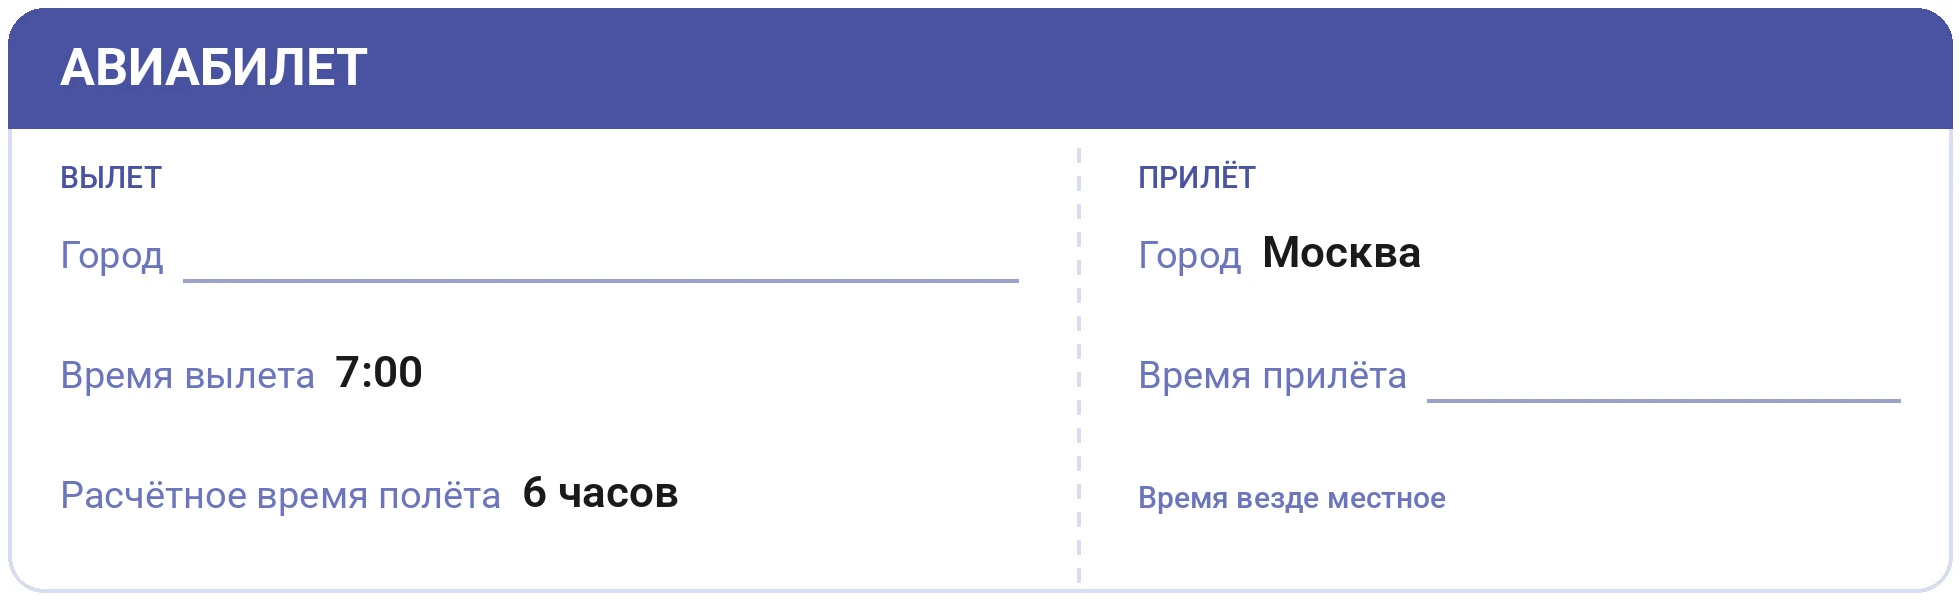 АВИАБИЛЕТ
ВЫЛЕТ
Город
Время вылета 7:00
Расчётное время полёта 6 часов
ПРИЛЁТ
Город Москва
Время прилёта
Время везде местное